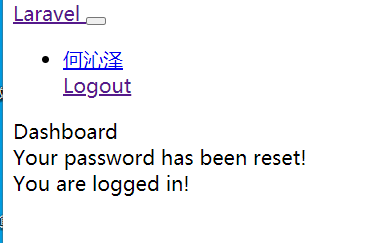 Laravel
何沁泽
Logout
Dashboard
Your password has been reset!
You are logged in!